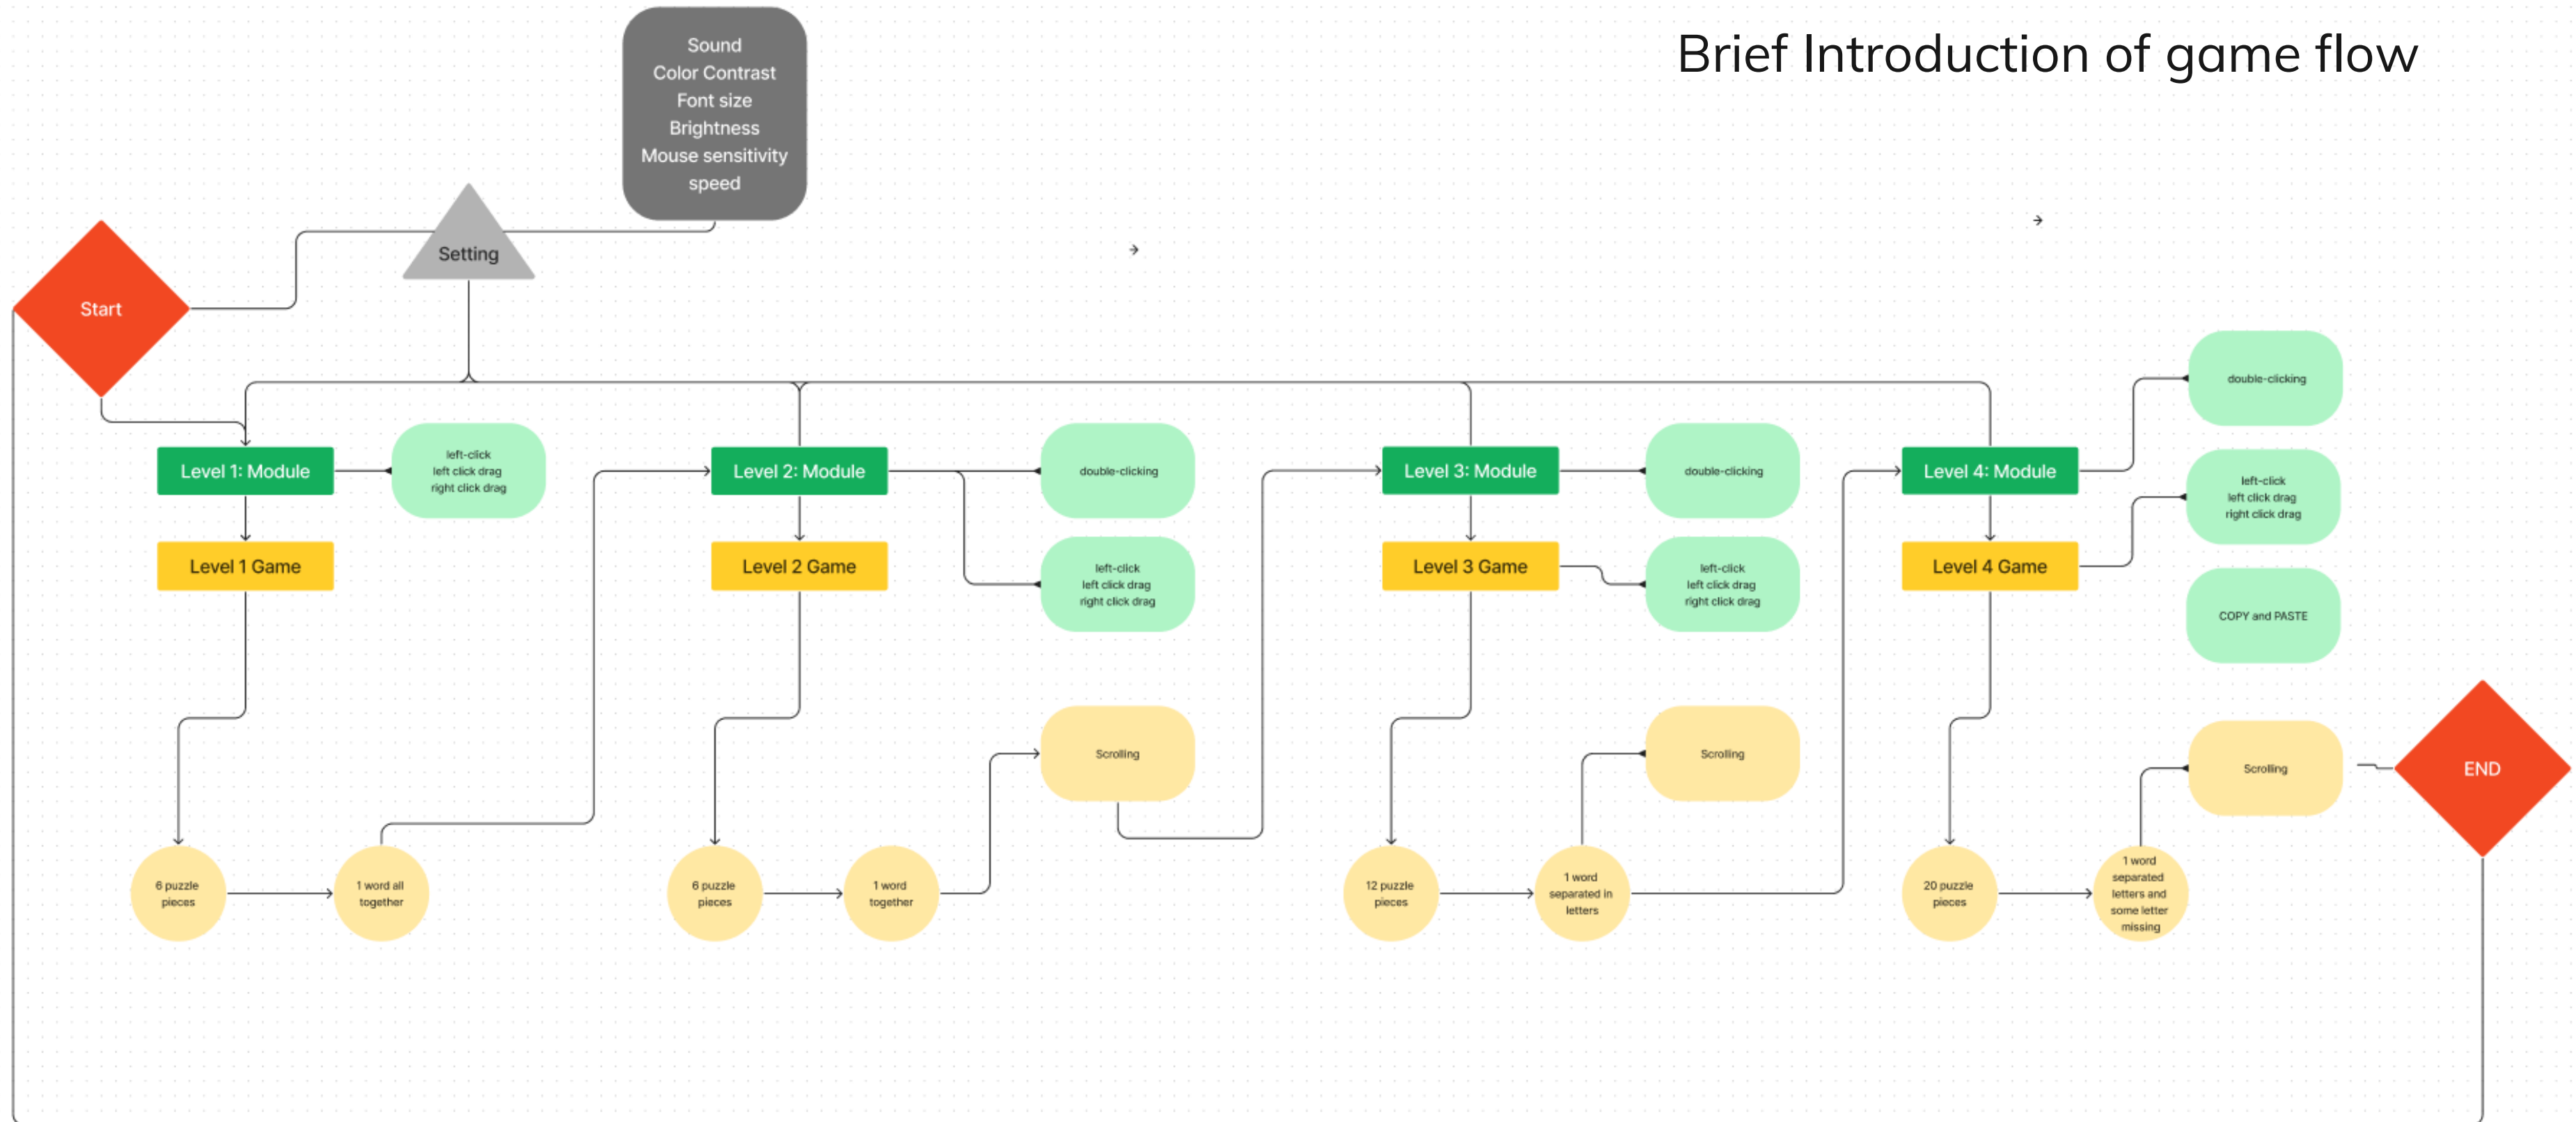 Brief Introduction of game flow
Sound
Color Contrast
Font size
Brightness
Mouse sensitivity
speed
Setting
Start
Level 1: Module
left-click
left click drag
right click drag
Level 1 Game
6 puzzle
pieces
1 word all
together
Level 2: Module
double-clicking
left-click
left click drag
right click drag
Level 2 Game
6 puzzle
pieces
1 word
together
Scrolling
Level 3: Module
double-clicking
Level 3 Game
left-click
left click drag
right click drag
12 puzzle
pieces
1 word
separated in
letters
Scrolling
Level 4: Module
double-clicking
Level 4 Game
left-click
left click drag
right click drag
COPY and PASTE
20 puzzle
pieces
1 word
separated
letters and
some letter
missing
Scrolling
END